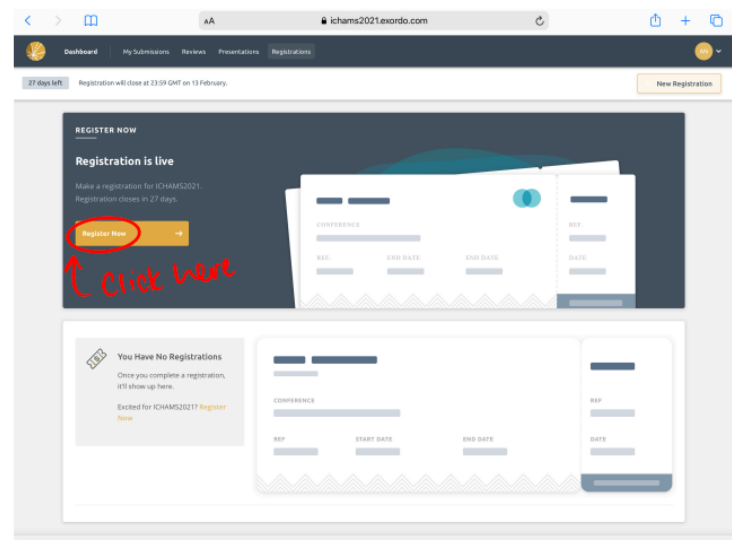 AA
ichams2021.exordo.com
Dashboard
My Submissions
Reviews
Presentations
Registrations
27 days left
Registration will close at 23:59 GMT on 13 February.
New Registration
REGISTER NOW
Registration is live
Make a registration for ICHAMS2021.
Registration closes in 27 days.
Register Now
click here
CONFERENCE
REF.
END DATE
END DATE
REF.
DATE
You Have No Registrations
Once you complete a registration,
it'll show up here.
Excited for ICHAMS2021? Register
Now
CONFERENCE
REF
START DATE
END DATE
REP
DATE